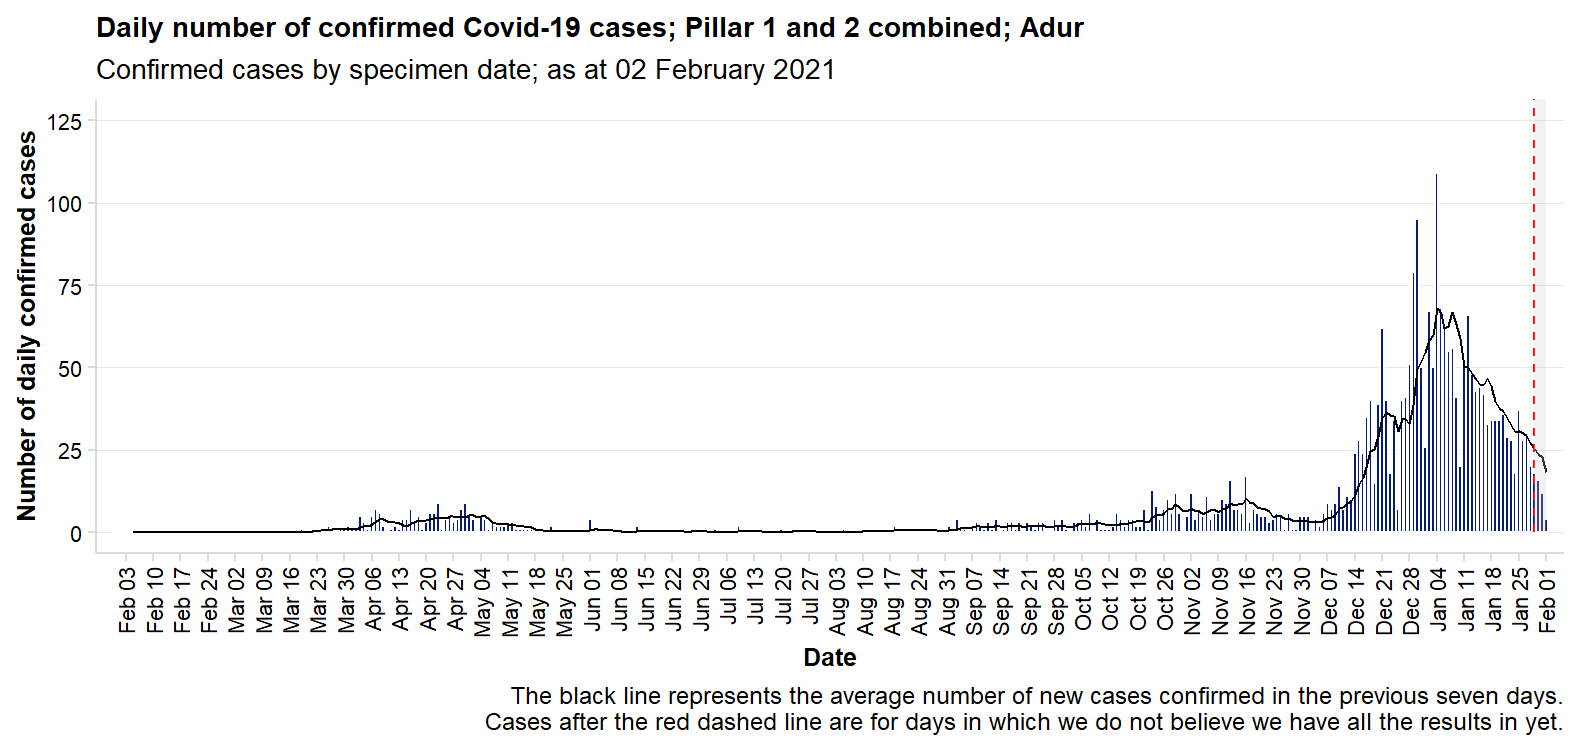 Daily number of confirmed Covid-19 cases; Pillar 1 and 2 combined; Adur
Confirmed cases by specimen date; as at 02 February 2021
Number of daily confirmed cases
125
100
75
50
25
0
Feb 03
Feb 10
Feb 17
Feb 24
Mar 02
Mar 09
Mar 16
Mar 23
Mar 30
Apr 06
Apr 13
Apr 20
Apr 27
May 04
May 11
May 18
May 25
Jun 01
Jun 08
Jun 15
Jun 22
Jun 29
Jul 06
Jul 13
Jul 20
Jul 27
Aug 03
Aug 10
Aug 17
Aug 24
Aug 31
Sep 07
Sep 14
Sep 21
Sep 28
Oct 05
Oct 12
Oct 19
Oct 26
Nov 02
Nov 09
Nov 16
Nov 23
Nov 30
Dec 07
Dec 14
Dec 21
Dec 28
Jan 04
Jan 11
Jan 18
Jan 25
Feb 01
Date
The black line represents the average number of new cases confirmed in the previous seven days.
Cases after the red dashed line are for days in which we do not believe we have all the results in yet.